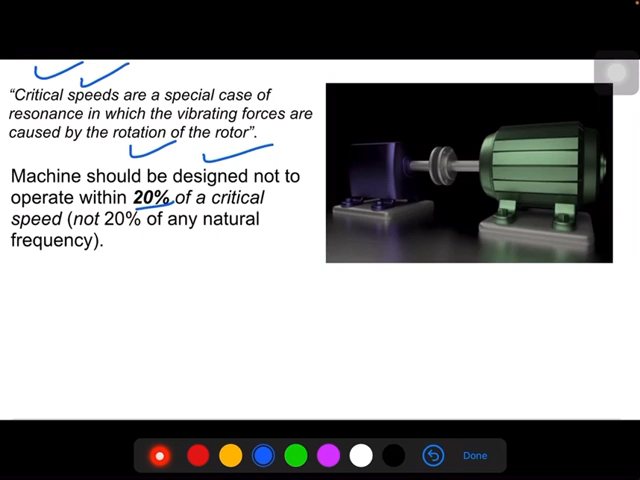 “Critical speeds are a special case of
resonance in which the vibrating forces are
caused by the rotation of the rotor”.
Machine should be designed not to
operate within 20% of a critical
speed (not 20% of any natural
frequency).
Done